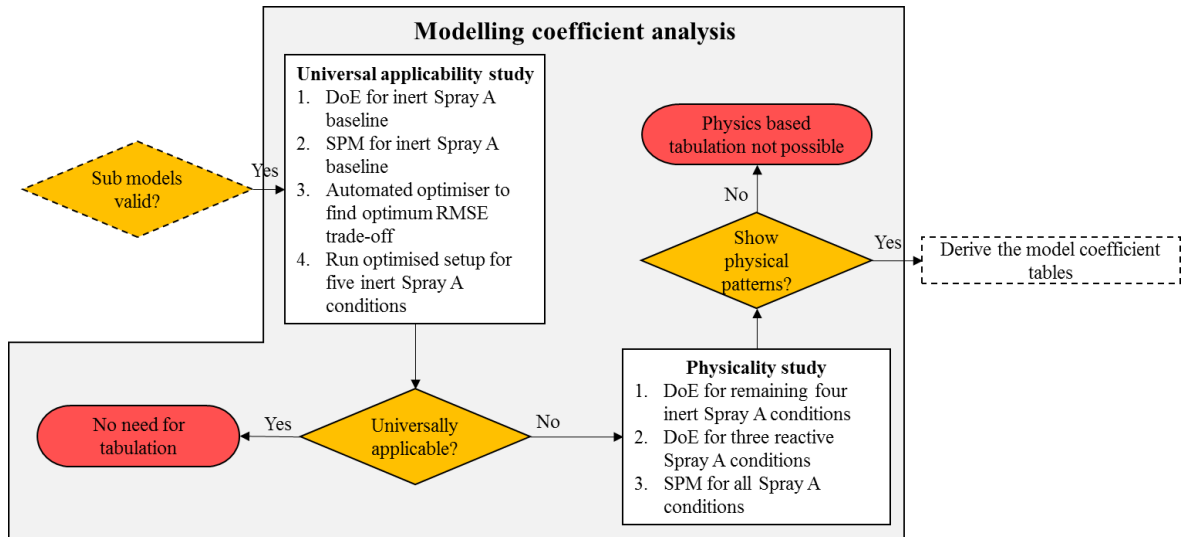 Modelling coefficient analysis
Sub models
valid?
Yes
Universal applicability study
1. DoE for inert Spray A
baseline
2. SPM for inert Spray A
baseline
3. Automated optimiser to
find optimum RMSE
trade-off
4. Run optimised setup for
five inert Spray A
conditions
Universally
applicable?
Yes
No need for
tabulation
No
Physicality study
1. DoE for remaining four
inert Spray A conditions
2. DoE for three reactive
Spray A conditions
3. SPM for all Spray A
conditions
Show
physical
patterns?
No
Physics based
tabulation not possible
Yes
Derive the model coefficient
tables